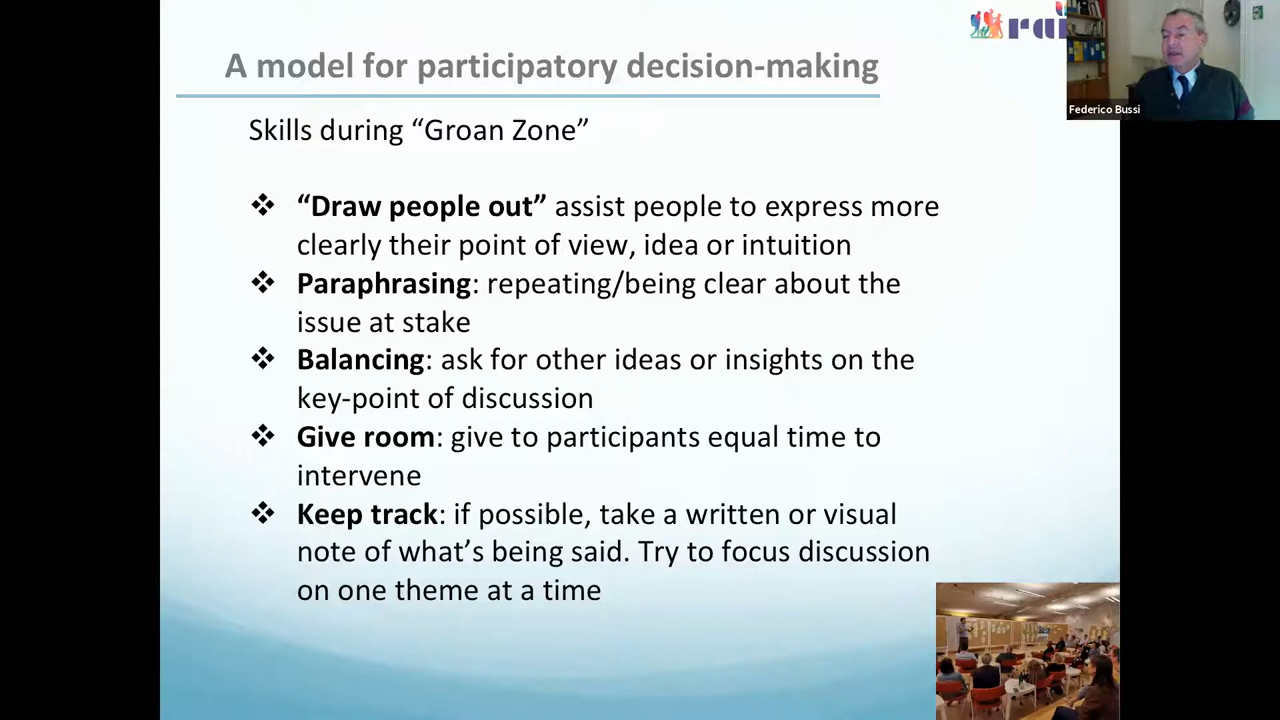 A model for participatory decision-making
Federico Bussi
Skills during “Groan Zone”
❖ “Draw people out” assist people to express more
clearly their point of view, idea or intuition
❖ Paraphrasing: repeating/being clear about the
issue at stake
❖ Balancing: ask for other ideas or insights on the
key-point of discussion
❖ Give room: give to participants equal time to
intervene
❖ Keep track: if possible, take a written or visual
note of what’s being said. Try to focus discussion
on one theme at a time